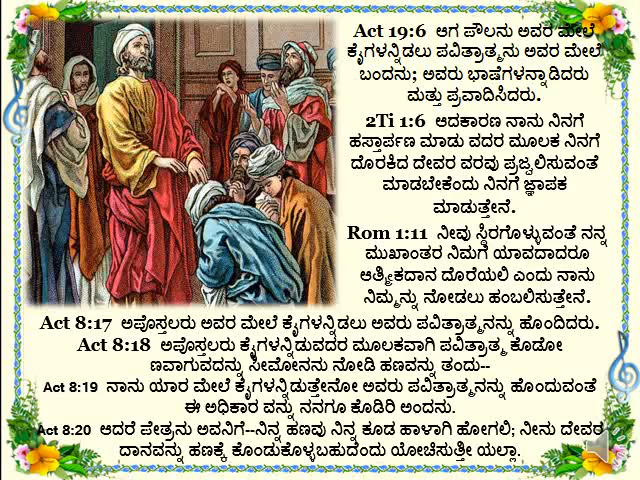 Act 19:6 ಆಗ ಪೌಲನು ಅವರ ಮೇಲೆ
ಕೈಗಳನ್ನಿಡಲು ಪವಿತ್ರಾತ್ಮನು ಅವರ ಮೇಲೆ
ಬಂದನು; ಅವರು ಭಾಷೆಗಳನ್ನಾಡಿದರು
ಮತ್ತು ಪ್ರವಾದಿಸಿದರು.
2Ti 1:6 ಆದಕಾರಣ ನಾನು ನಿನಗೆ
ಹಸ್ತಾರ್ಪಣ ಮಾಡು ವದರ ಮೂಲಕ ನಿನಗೆ
ದೊರಕಿದ ದೇವರ ವರವು ಪ್ರಜ್ವಲಿಸುವಂತೆ
ಮಾಡಬೇಕೆಂದು ನಿನಗೆ ಜ್ಞಾಪಕ
ಮಾಡುತ್ತೇನೆ.
Rom 1:11 ನೀವು ಸ್ಥಿರಗೊಳ್ಳುವಂತೆ ನನ್ನ
ಮುಖಾಂತರ ನಿಮಗೆ ಯಾವದಾದರೂ
ಆತ್ಮೀಕದಾನ ದೊರೆಯಲಿ ಎಂದು ನಾನು
ನಿಮ್ಮನ್ನು ನೋಡಲು ಹಂಬಲಿಸುತ್ತೇನೆ.
Act 8:17 ಅಪೊಸ್ತಲರು ಅವರ ಮೇಲೆ ಕೈಗಳನ್ನಿಡಲು ಅವರು ಪವಿತ್ರಾತ್ಮನನ್ನು ಹೊಂದಿದರು.
Act 8:18 ಅಪೊಸ್ತಲರು ಕೈಗಳನ್ನಿಡುವದರ ಮೂಲಕವಾಗಿ ಪವಿತ್ರಾತ್ಮ ಕೊಡೋ
ಣವಾಗುವದನ್ನು ಸೀಮೋನನು ನೋಡಿ ಹಣವನ್ನು ತಂದು--
Act 8:19 ನಾನು ಯಾರ ಮೇಲೆ ಕೈಗಳನ್ನಿಡುತ್ತೇನೋ ಅವರು ಪವಿತ್ರಾತ್ಮನನ್ನು ಹೊಂದುವಂತೆ
ಈ ಅಧಿಕಾರ ವನ್ನು ನನಗೂ ಕೊಡಿರಿ ಅಂದನು.
Act 8:20 ಆದರೆ ಪೇತ್ರನು ಅವನಿಗೆ--ನಿನ್ನ ಹಣವು ನಿನ್ನ ಕೂಡ ಹಾಳಾಗಿ ಹೋಗಲಿ; ನೀನು ದೇವರ
ದಾನವನ್ನು ಹಣಕ್ಕೆ ಕೊಂಡುಕೊಳ್ಳಬಹುದೆಂದು ಯೋಚಿಸುತ್ತೀ ಯಲ್ಲಾ.